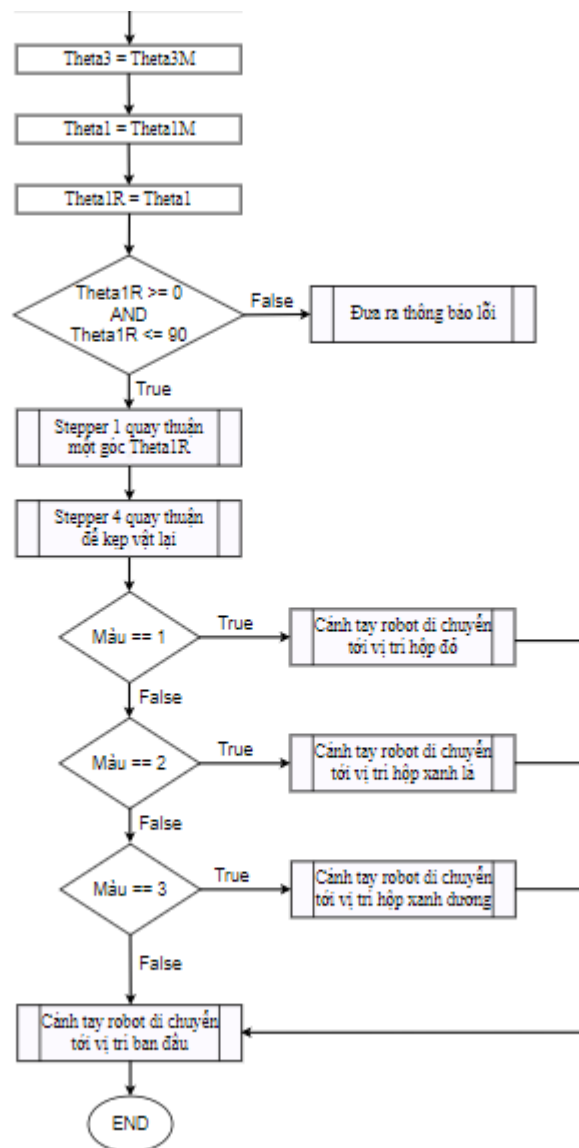 Theta3 = Theta3M
Theta1 = Theta1M
Theta1R = Theta1
Theta1R >= 0
AND
Theta1R <= 90
False
Đưa ra thông báo lỗi
True
Stepper 1 quay thuận
một góc Theta1R
Stepper 4 quay thuận
để kẹp vật lại
Màu == 1
True
Cánh tay robot di chuyển
tới vị trí hộp đỏ
False
Màu == 2
True
Cánh tay robot di chuyển
tới vị trí hộp xanh lá
False
Màu == 3
True
Cánh tay robot di chuyển
tới vị trí hộp xanh dương
False
Cánh tay robot di chuyển
tới vị trí ban đầu
END